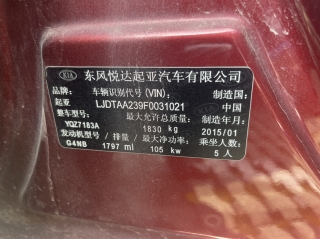 KIA 东风悦达起亚汽车有限公司
品牌: 车辆识别代号(VIN): 制造国:
起亚 LJDTAA239F0031021 中国
整车型号: 最大允许总质量: 制造年月:
YQZ7183A 1830 kg 2015/01
发动机型号 / 排量 / 最大净功率: 乘坐人数:
G4NB 1797 ml 105 kw 5 人